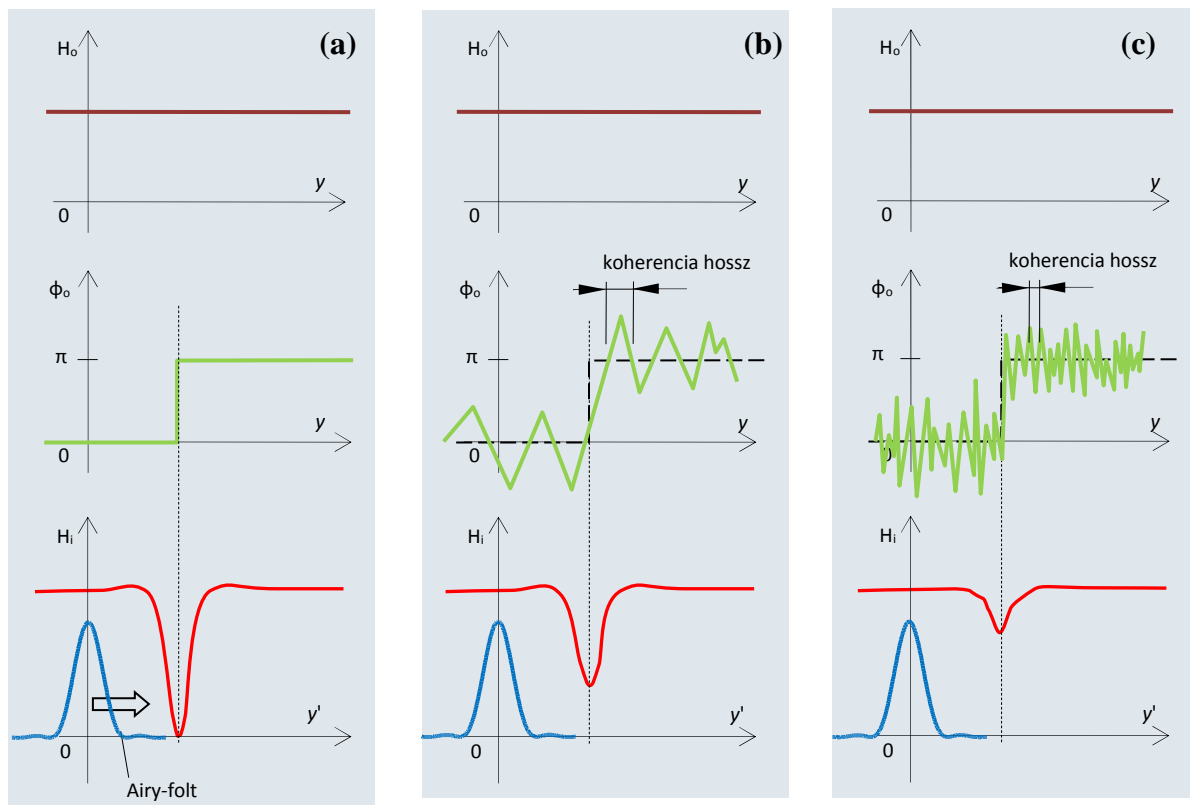 (a)
Hₒ
y
0
ϕₒ
π
y
0
Hᵢ
y'
0
Airy-folt
(b)
Hₒ
y
0
koherencia hossz
ϕₒ
π
y
0
Hᵢ
y'
0
(c)
Hₒ
y
0
koherencia hossz
ϕₒ
π
y
0
Hᵢ
y'
0